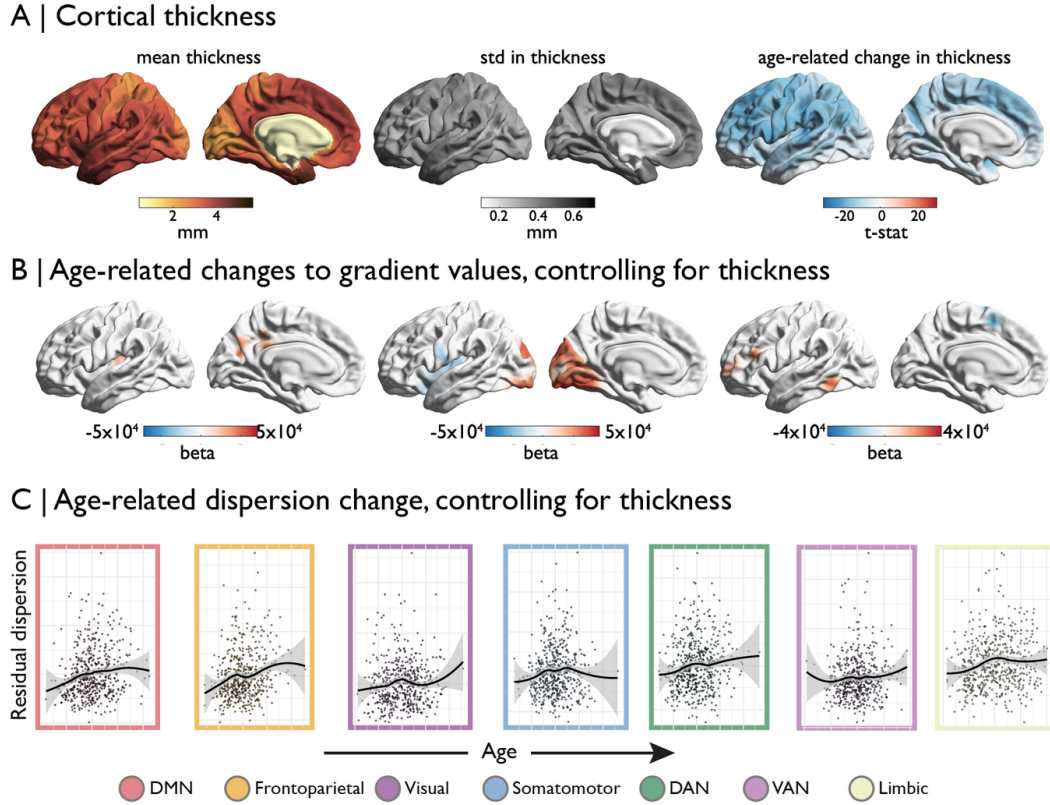 A | Cortical thickness
mean thickness
std in thickness
age-related change in thickness
2 4
mm
0.2 0.4 0.6
mm
-20 0 20
t-stat
B | Age-related changes to gradient values, controlling for thickness
-5x10⁴ 5x10⁴
beta
-5x10⁴ 5x10⁴
beta
-4x10⁴ 4x10⁴
beta
C | Age-related dispersion change, controlling for thickness
Residual dispersion
Age
DMN Frontoparietal Visual Somatomotor DAN VAN Limbic